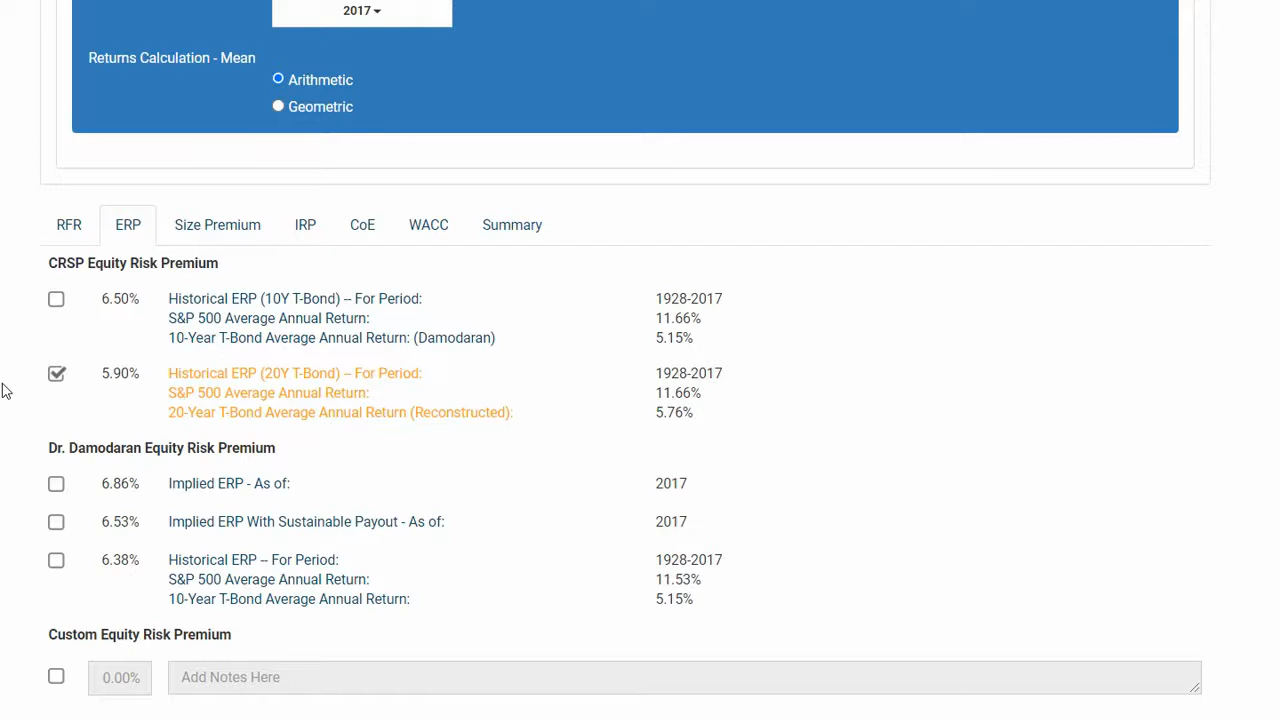 2017
Returns Calculation - Mean
Arithmetic
Geometric
RFR ERP Size Premium IRP CoE WACC Summary
CRSP Equity Risk Premium
6.50% Historical ERP (10Y T-Bond) -- For Period: 1928-2017
S&P 500 Average Annual Return: 11.66%
10-Year T-Bond Average Annual Return: (Damodaran) 5.15%
5.90% Historical ERP (20Y T-Bond) -- For Period: 1928-2017
S&P 500 Average Annual Return: 11.66%
20-Year T-Bond Average Annual Return (Reconstructed): 5.76%
Dr. Damodaran Equity Risk Premium
6.86% Implied ERP - As of: 2017
6.53% Implied ERP With Sustainable Payout - As of: 2017
6.38% Historical ERP -- For Period: 1928-2017
S&P 500 Average Annual Return: 11.53%
10-Year T-Bond Average Annual Return: 5.15%
Custom Equity Risk Premium
0.00% Add Notes Here